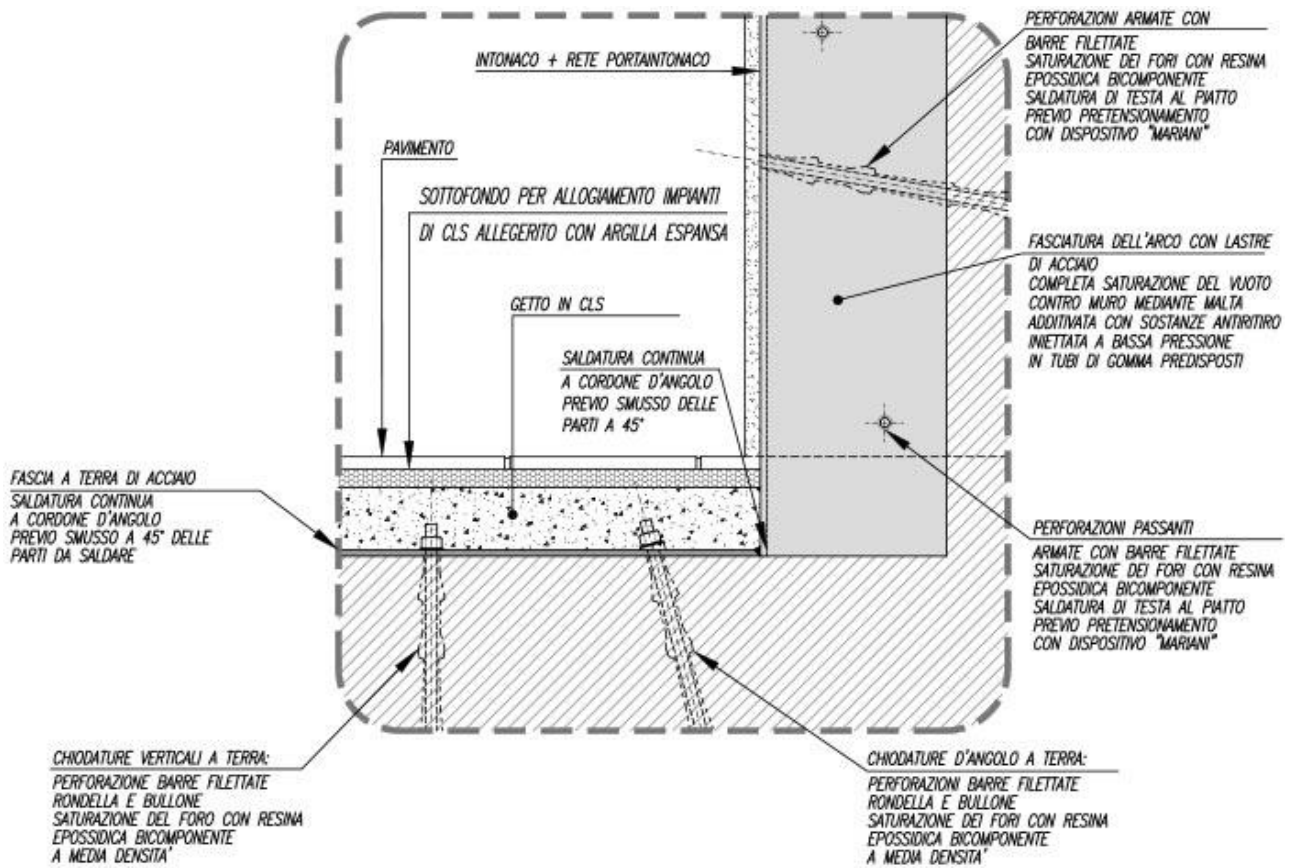 PERFORAZIONI ARMATE CON
BARRE FILETTATE
SATURAZIONE DEI FORI CON RESINA
EPOSSIDICA BICOMPONENTE
SALDATURA DI TESTA AL PIATTO
PREVIO PRETENSIONAMENTO
CON DISPOSITIVO "MARIANI"
INTONACO + RETE PORTAINTONACO
PAVIMENTO
SOTTOFONDO PER ALLOGIAMENTO IMPIANTI
DI CLS ALLEGERITO CON ARGILLA ESPANSA
GETTO IN CLS
SALDATURA CONTINUA
A CORDONE D'ANGOLO
PREVIO SMUSSO DELLE
PARTI A 45°
FASCIATURA DELL'ARCO CON LASTRE
DI ACCIAIO
COMPLETA SATURAZIONE DEL VUOTO
CONTRO MURO MEDIANTE MALTA
ADDITIVATA CON SOSTANZE ANTIRITIRO
INIETTATA A BASSA PRESSIONE
IN TUBI DI GOMMA PREDISPOSTI
FASCIA A TERRA DI ACCIAIO
SALDATURA CONTINUA
A CORDONE D'ANGOLO
PREVIO SMUSSO A 45° DELLE
PARTI DA SALDARE
PERFORAZIONI PASSANTI
ARMATE CON BARRE FILETTATE
SATURAZIONE DEI FORI CON RESINA
EPOSSIDICA BICOMPONENTE
SALDATURA DI TESTA AL PIATTO
PREVIO PRETENSIONAMENTO
CON DISPOSITIVO "MARIANI"
CHIODATURE VERTICALI A TERRA:
PERFORAZIONE BARRE FILETTATE
RONDELLA E BULLONE
SATURAZIONE DEL FORO CON RESINA
EPOSSIDICA BICOMPONENTE
A MEDIA DENSITA'
CHIODATURE D'ANGOLO A TERRA:
PERFORAZIONI BARRE FILETTATE
RONDELLA E BULLONE
SATURAZIONE DEI FORI CON RESINA
EPOSSIDICA BICOMPONENTE
A MEDIA DENSITA'